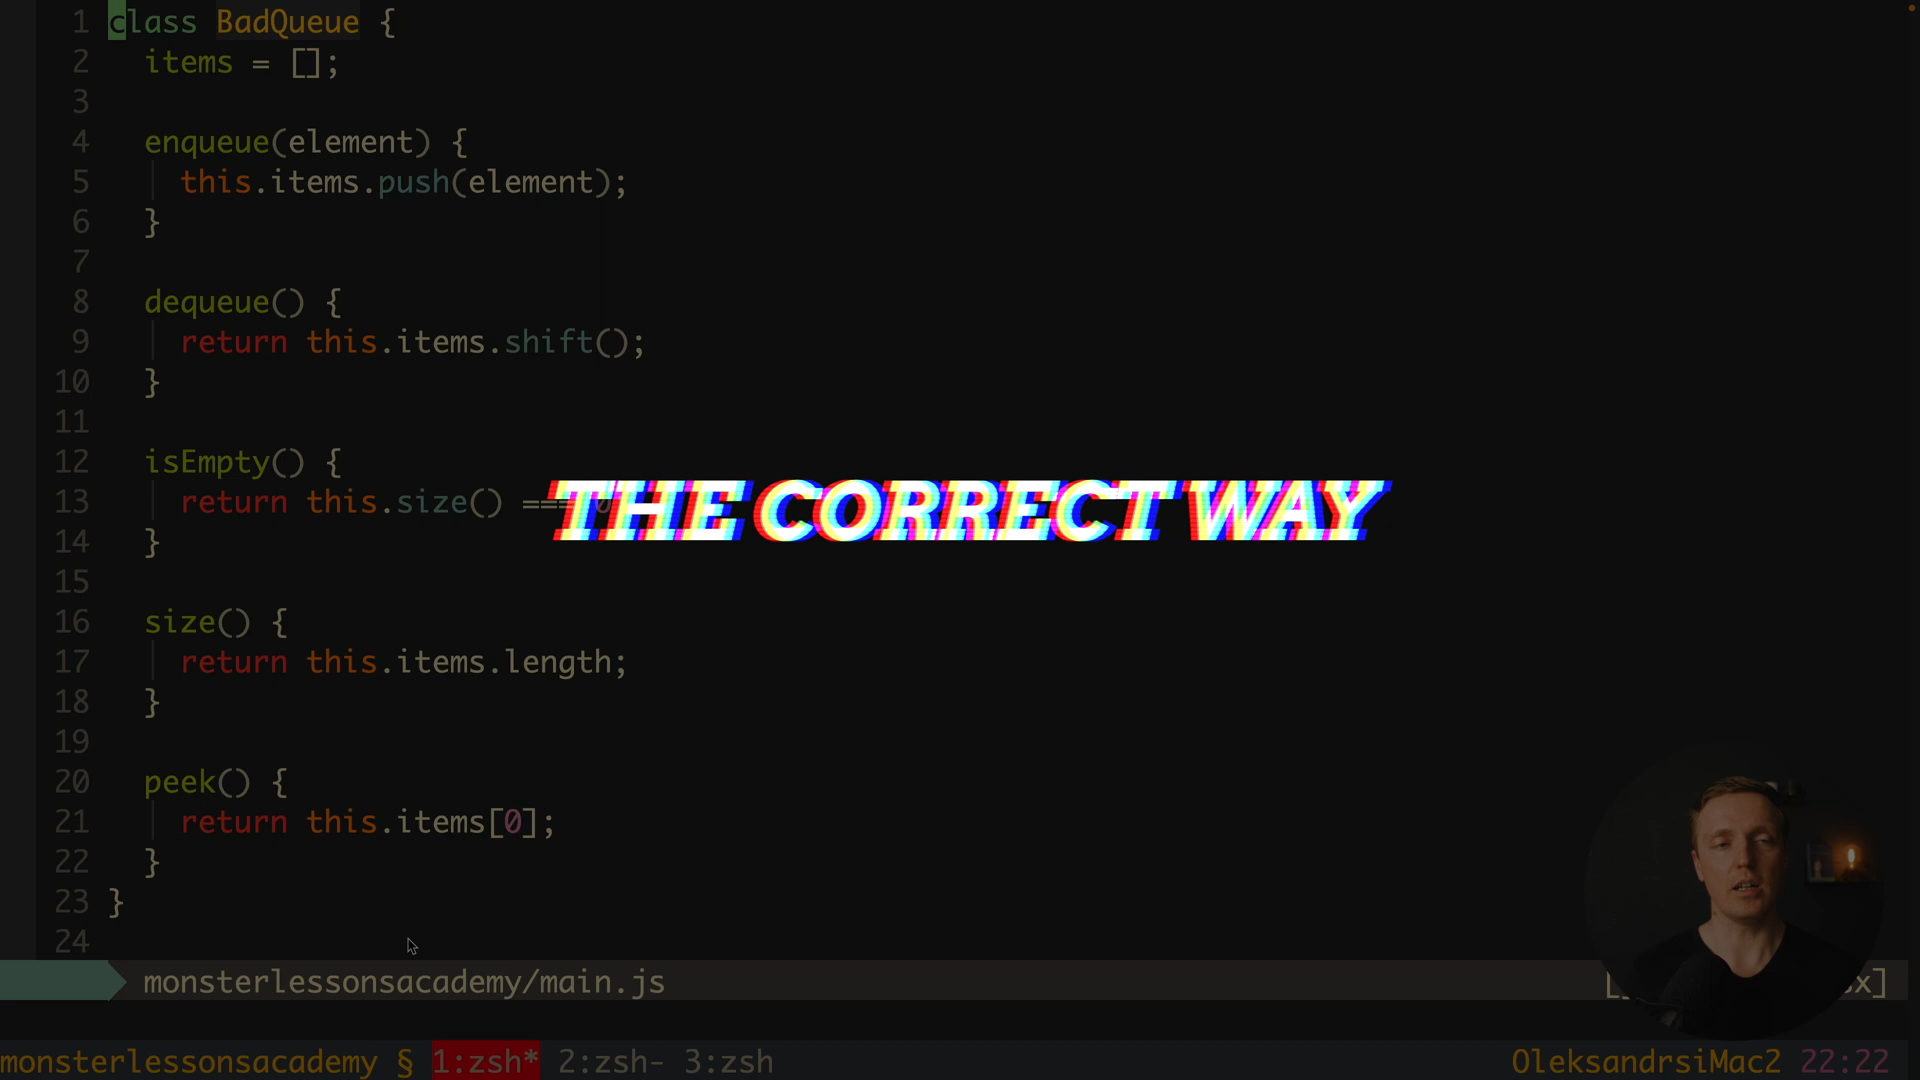 1 class BadQueue {
2 items = [];
3
4 enqueue(element) {
5 this.items.push(element);
6 }
7
8 dequeue() {
9 return this.items.shift();
10 }
11
12 isEmpty() {
13 return this.size() === 0
THE CORRECT WAY
14 }
15
16 size() {
17 return this.items.length;
18 }
19
20 peek() {
21 return this.items[0];
22 }
23 }
24
monsterlessonsacademy/main.js
monsterlessonsacademy § 1:zsh* 2:zsh- 3:zsh OleksandrsiMac2 22:22